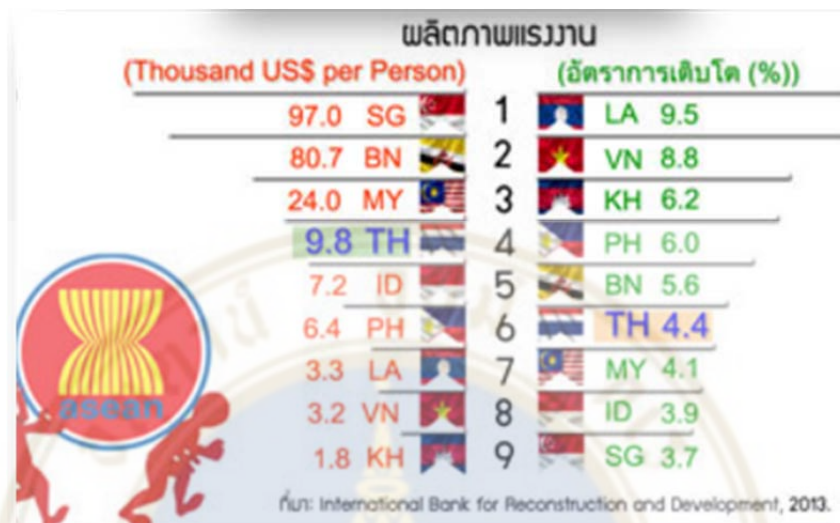 ผลิตภาพแรงงาน
(Thousand US$ per Person) (อัตราการเติบโต (%))
97.0 SG 1 LA 9.5
80.7 BN 2 VN 8.8
24.0 MY 3 KH 6.2
9.8 TH 4 PH 6.0
7.2 ID 5 BN 5.6
6.4 PH 6 TH 4.4
3.3 LA 7 MY 4.1
3.2 VN 8 ID 3.9
1.8 KH 9 SG 3.7
asean
ที่มา: International Bank for Reconstruction and Development, 2013.